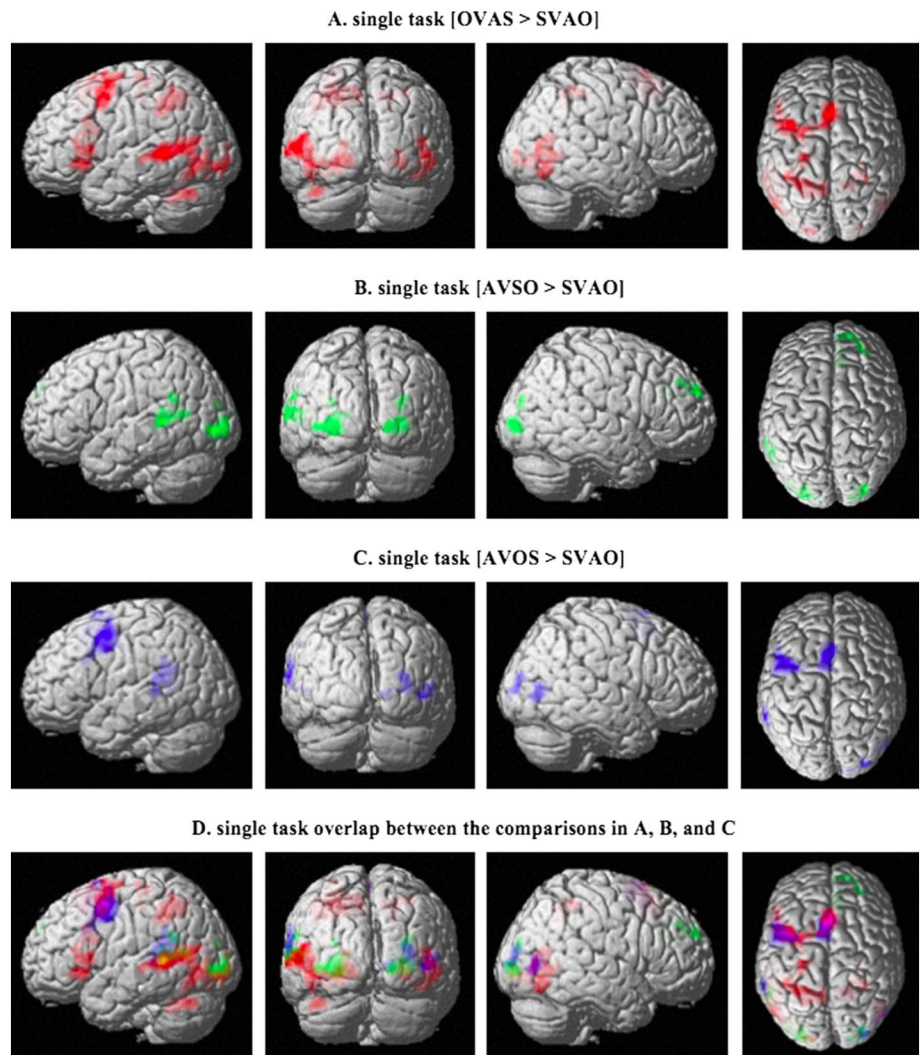 A. single task [OVAS > SVAO]
B. single task [AVSO > SVAO]
C. single task [AVOS > SVAO]
D. single task overlap between the comparisons in A, B, and C